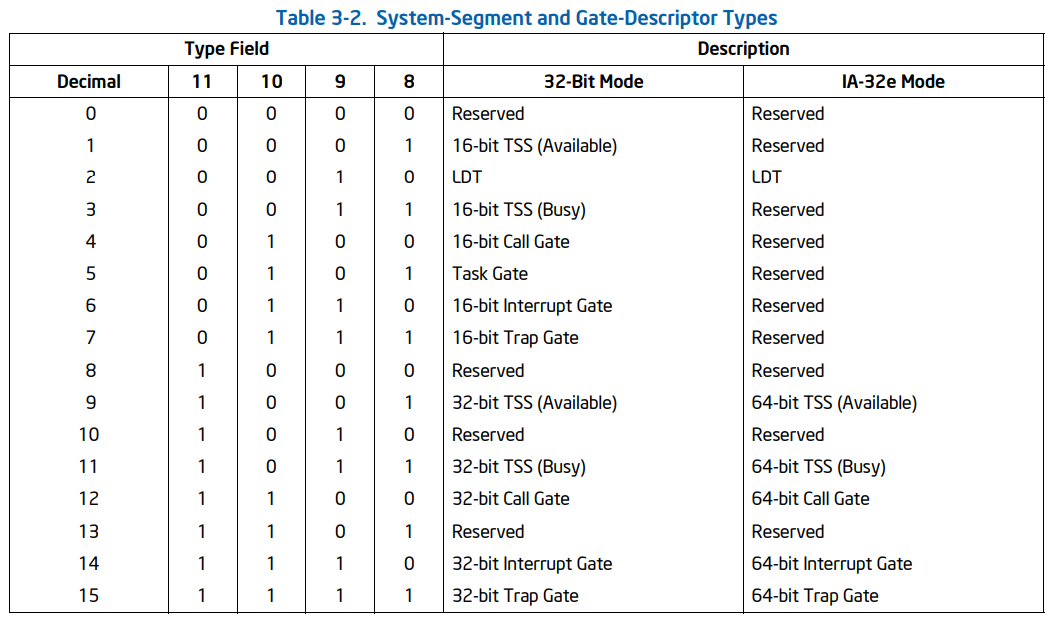 Table 3-2. System-Segment and Gate-Descriptor Types
Type Field Description
Decimal 11 10 9 8 32-Bit Mode IA-32e Mode
0 0 0 0 0 Reserved Reserved
1 0 0 0 1 16-bit TSS (Available) Reserved
2 0 0 1 0 LDT LDT
3 0 0 1 1 16-bit TSS (Busy) Reserved
4 0 1 0 0 16-bit Call Gate Reserved
5 0 1 0 1 Task Gate Reserved
6 0 1 1 0 16-bit Interrupt Gate Reserved
7 0 1 1 1 16-bit Trap Gate Reserved
8 1 0 0 0 Reserved Reserved
9 1 0 0 1 32-bit TSS (Available) 64-bit TSS (Available)
10 1 0 1 0 Reserved Reserved
11 1 0 1 1 32-bit TSS (Busy) 64-bit TSS (Busy)
12 1 1 0 0 32-bit Call Gate 64-bit Call Gate
13 1 1 0 1 Reserved Reserved
14 1 1 1 0 32-bit Interrupt Gate 64-bit Interrupt Gate
15 1 1 1 1 32-bit Trap Gate 64-bit Trap Gate